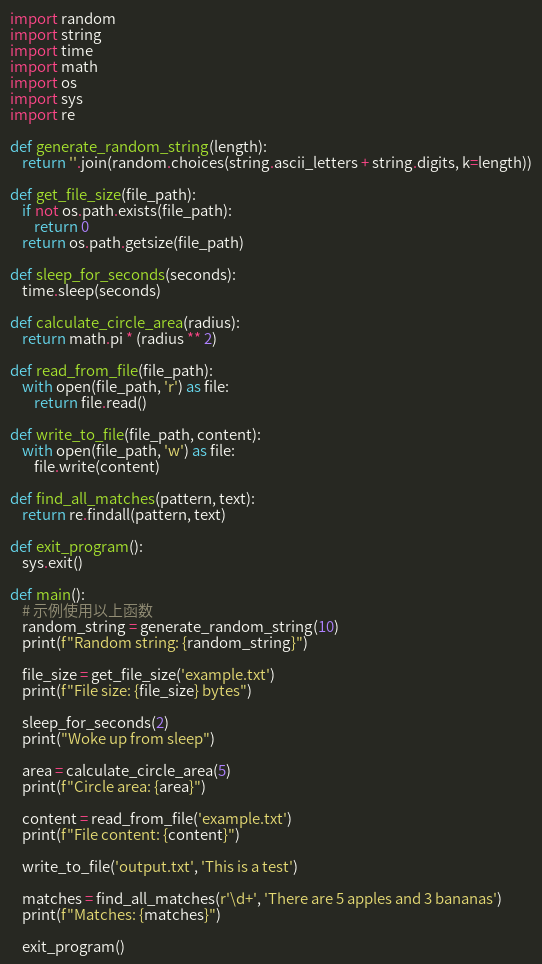 import random
import string
import time
import math
import os
import sys
import re

def generate_random_string(length):
    return ''.join(random.choices(string.ascii_letters + string.digits, k=length))

def get_file_size(file_path):
    if not os.path.exists(file_path):
        return 0
    return os.path.getsize(file_path)

def sleep_for_seconds(seconds):
    time.sleep(seconds)

def calculate_circle_area(radius):
    return math.pi * (radius ** 2)

def read_from_file(file_path):
    with open(file_path, 'r') as file:
        return file.read()

def write_to_file(file_path, content):
    with open(file_path, 'w') as file:
        file.write(content)

def find_all_matches(pattern, text):
    return re.findall(pattern, text)

def exit_program():
    sys.exit()

def main():
    # 示例使用以上函数
    random_string = generate_random_string(10)
    print(f"Random string: {random_string}")

    file_size = get_file_size('example.txt')
    print(f"File size: {file_size} bytes")

    sleep_for_seconds(2)
    print("Woke up from sleep")

    area = calculate_circle_area(5)
    print(f"Circle area: {area}")

    content = read_from_file('example.txt')
    print(f"File content: {content}")

    write_to_file('output.txt', 'This is a test')

    matches = find_all_matches(r'\d+', 'There are 5 apples and 3 bananas')
    print(f"Matches: {matches}")

    exit_program()